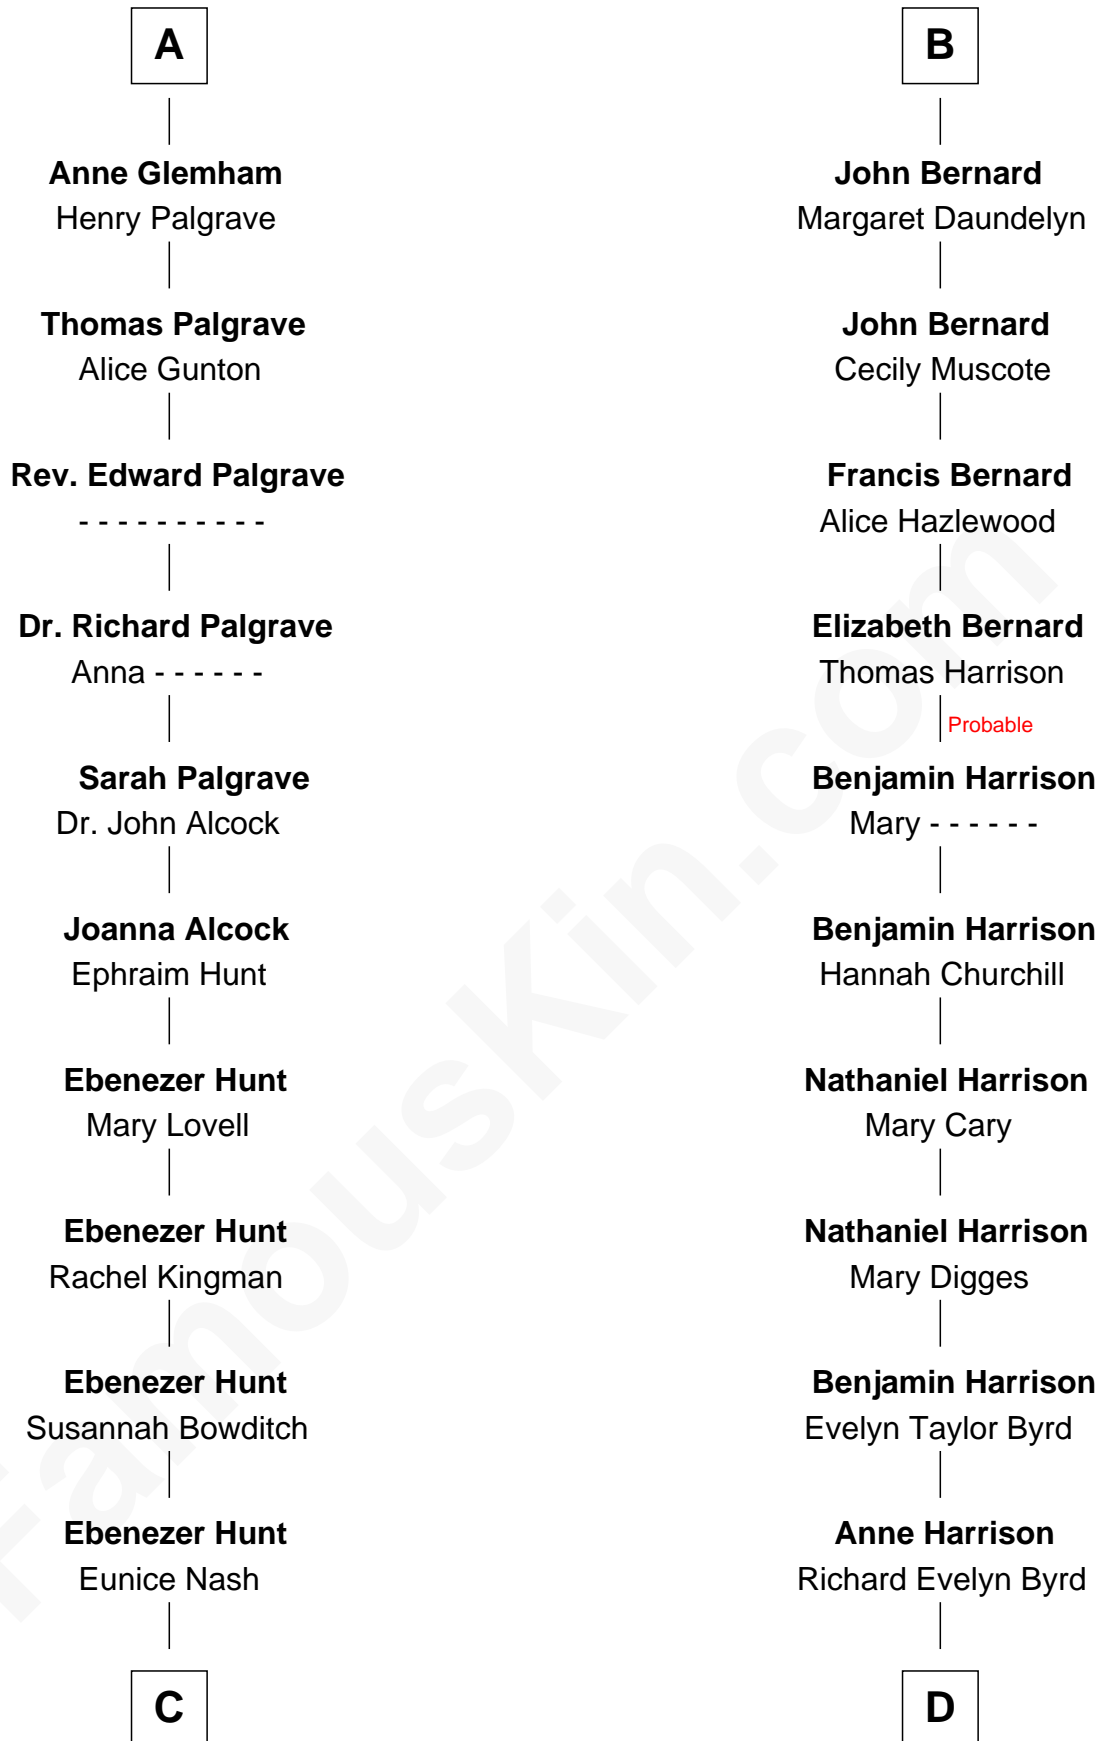 A
Anne Glemham
Henry Palgrave
Thomas Palgrave
Alice Gunton
Rev. Edward Palgrave
- - - - - - - - - -
Dr. Richard Palgrave
Anna - - - - - -
Sarah Palgrave
Dr. John Alcock
Joanna Alcock
Ephraim Hunt
Ebenezer Hunt
Mary Lovell
Ebenezer Hunt
Rachel Kingman
Ebenezer Hunt
Susannah Bowditch
Ebenezer Hunt
Eunice Nash
C
B
John Bernard
Margaret Daundelyn
John Bernard
Cecily Muscote
Francis Bernard
Alice Hazlewood
Elizabeth Bernard
Thomas Harrison
Probable
Benjamin Harrison
Mary - - - - - -
Benjamin Harrison
Hannah Churchill
Nathaniel Harrison
Mary Cary
Nathaniel Harrison
Mary Digges
Benjamin Harrison
Evelyn Taylor Byrd
Anne Harrison
Richard Evelyn Byrd
D
FamousKin.com